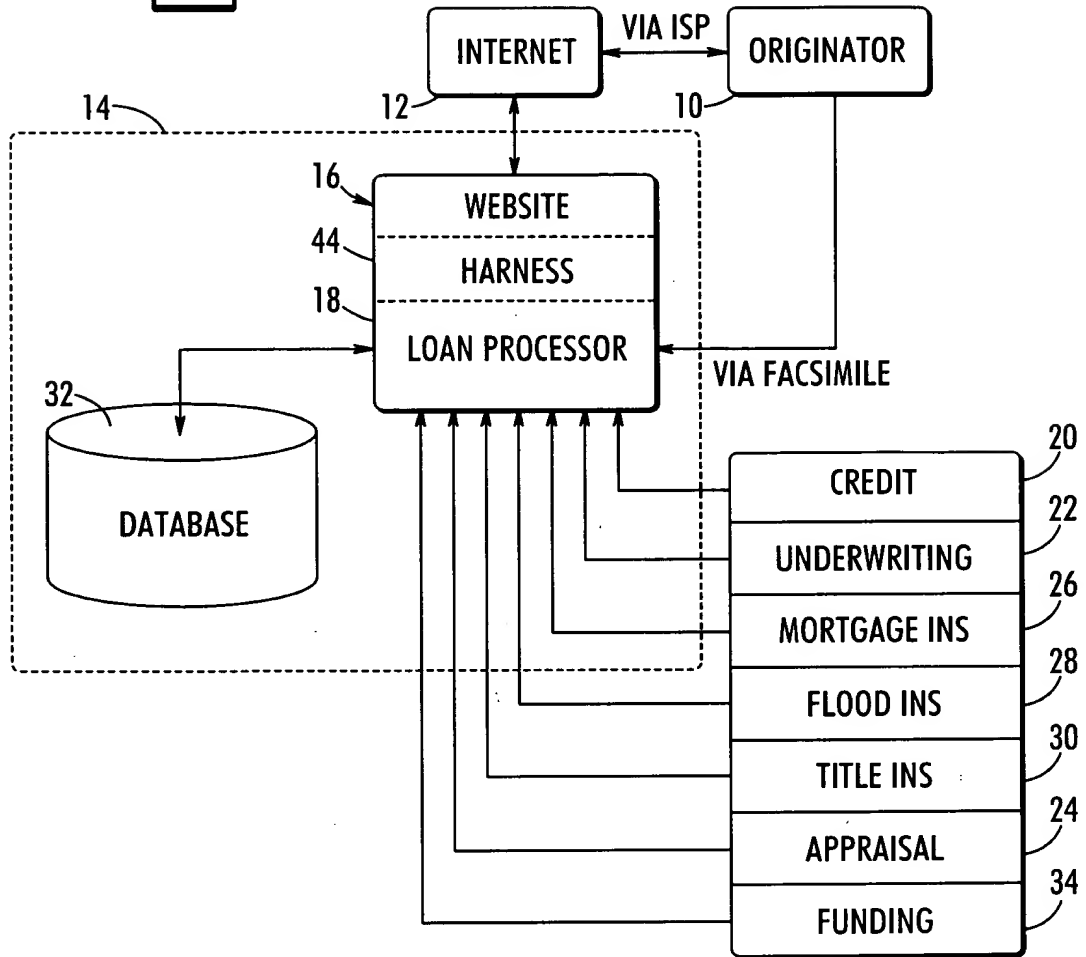 VIA ISP
INTERNET
ORIGINATOR
14
12
10
16
WEBSITE
44
HARNESS
18
LOAN PROCESSOR
VIA FACSIMILE
32
DATABASE
20
CREDIT
22
UNDERWRITING
26
MORTGAGE INS
28
FLOOD INS
30
TITLE INS
24
APPRAISAL
34
FUNDING